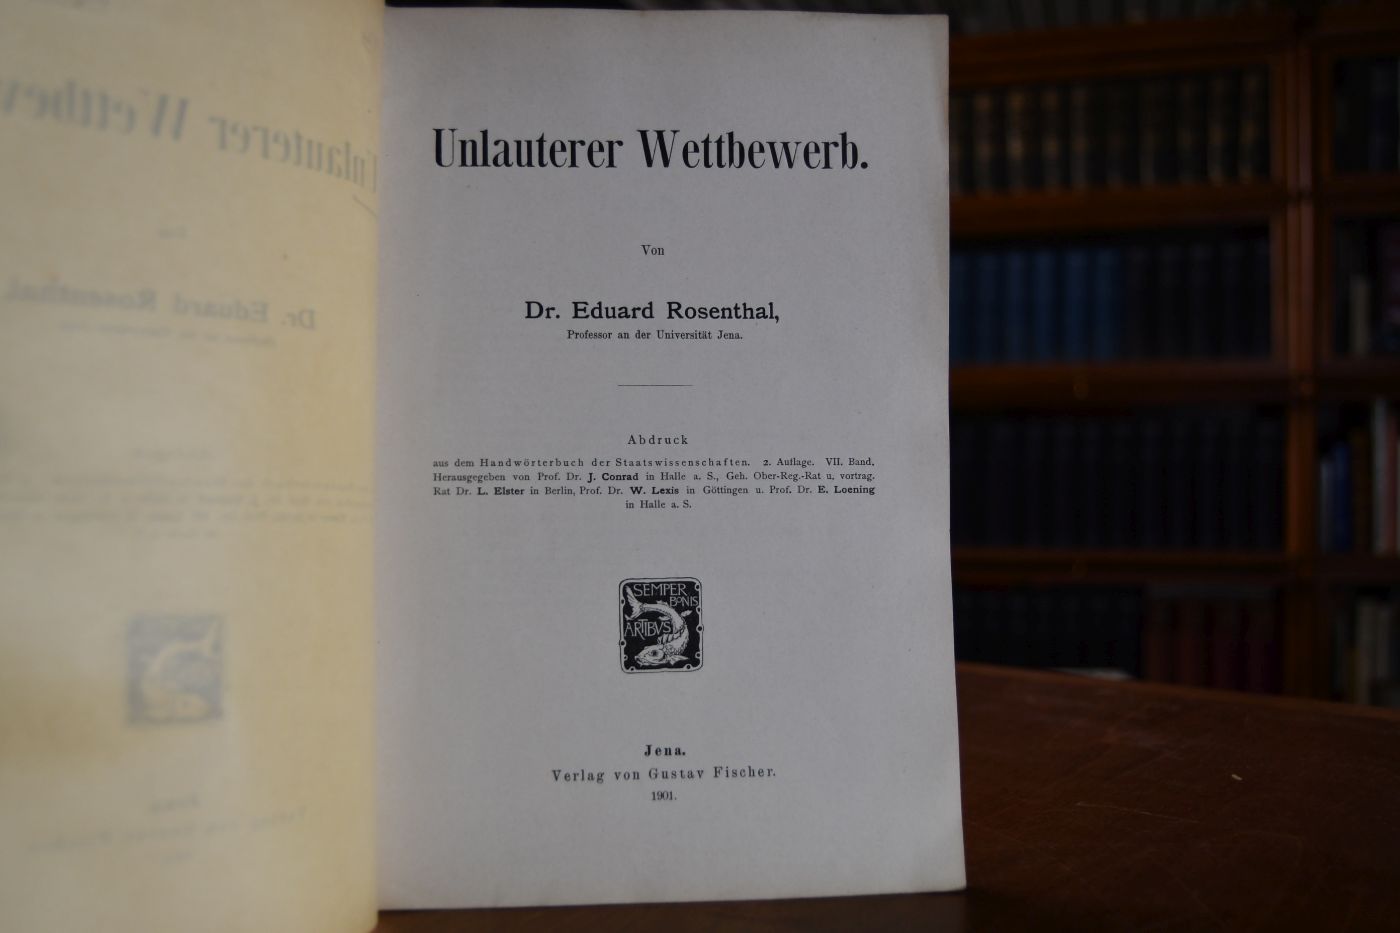 Unlauterer Wettbewerb.
Von
Dr. Eduard Rosenthal,
Professor an der Universität Jena.
Abdruck
aus dem Handwörterbuch der Staatswissenschaften. 2. Auflage. VII. Band.
Herausgegeben von Prof. Dr. J. Conrad in Halle a. S., Geh. Ober-Reg.-Rat u. vortrag.
Rat Dr. L. Elster in Berlin, Prof. Dr. W. Lexis in Göttingen u. Prof. Dr. E. Loening
in Halle a. S.
SEMPER
BONIS
ARTIBVS
Jena.
Verlag von Gustav Fischer.
1901.